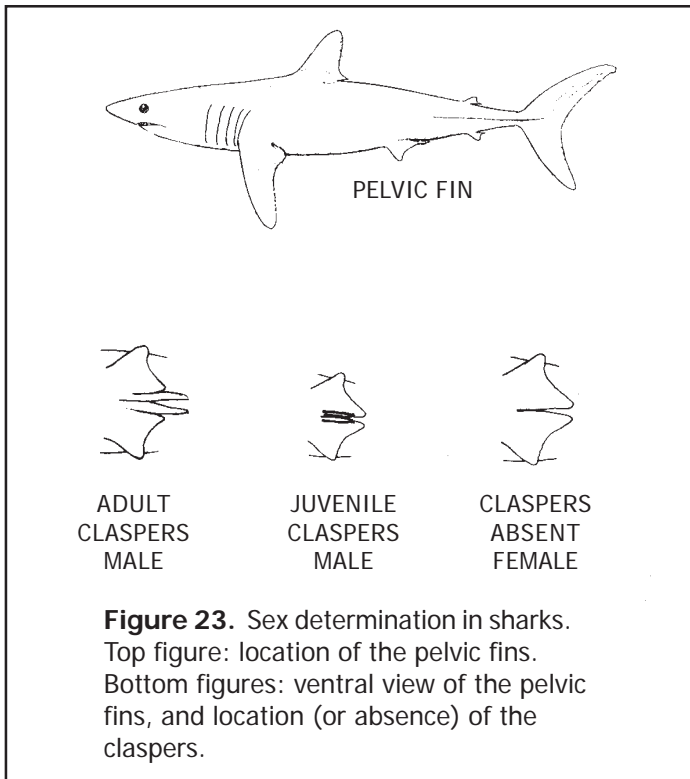 PELVIC FIN
ADULT
CLASPERS
MALE
JUVENILE
CLASPERS
MALE
CLASPERS
ABSENT
FEMALE
Figure 23. Sex determination in sharks.
Top figure: location of the pelvic fins.
Bottom figures: ventral view of the pelvic
fins, and location (or absence) of the
claspers.